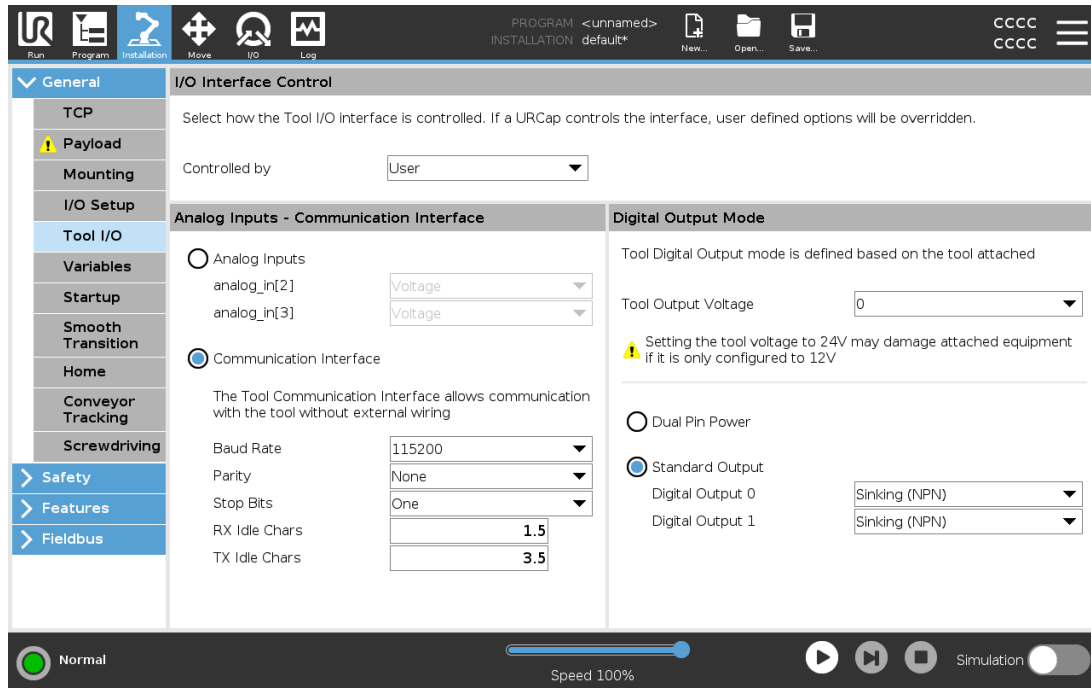 UR
Run
Program
Installation
Move
I/O
Log
PROGRAM <unnamed>
INSTALLATION default*
New...
Open...
Save...
CCCC
CCCC
General
TCP
Payload
Mounting
I/O Setup
Tool I/O
Variables
Startup
Smooth
Transition
Home
Conveyor
Tracking
Screwdriving
Safety
Features
Fieldbus
I/O Interface Control
Select how the Tool I/O interface is controlled. If a URCap controls the interface, user defined options will be overridden.
Controlled by User
Analog Inputs - Communication Interface
Analog Inputs
analog_in[2] Voltage
analog_in[3] Voltage
Communication Interface
The Tool Communication Interface allows communication
with the tool without external wiring
Baud Rate 115200
Parity None
Stop Bits One
RX Idle Chars 1.5
TX Idle Chars 3.5
Digital Output Mode
Tool Digital Output mode is defined based on the tool attached
Tool Output Voltage 0
Setting the tool voltage to 24V may damage attached equipment
if it is only configured to 12V
Dual Pin Power
Standard Output
Digital Output 0 Sinking (NPN)
Digital Output 1 Sinking (NPN)
Normal
Speed 100%
Simulation